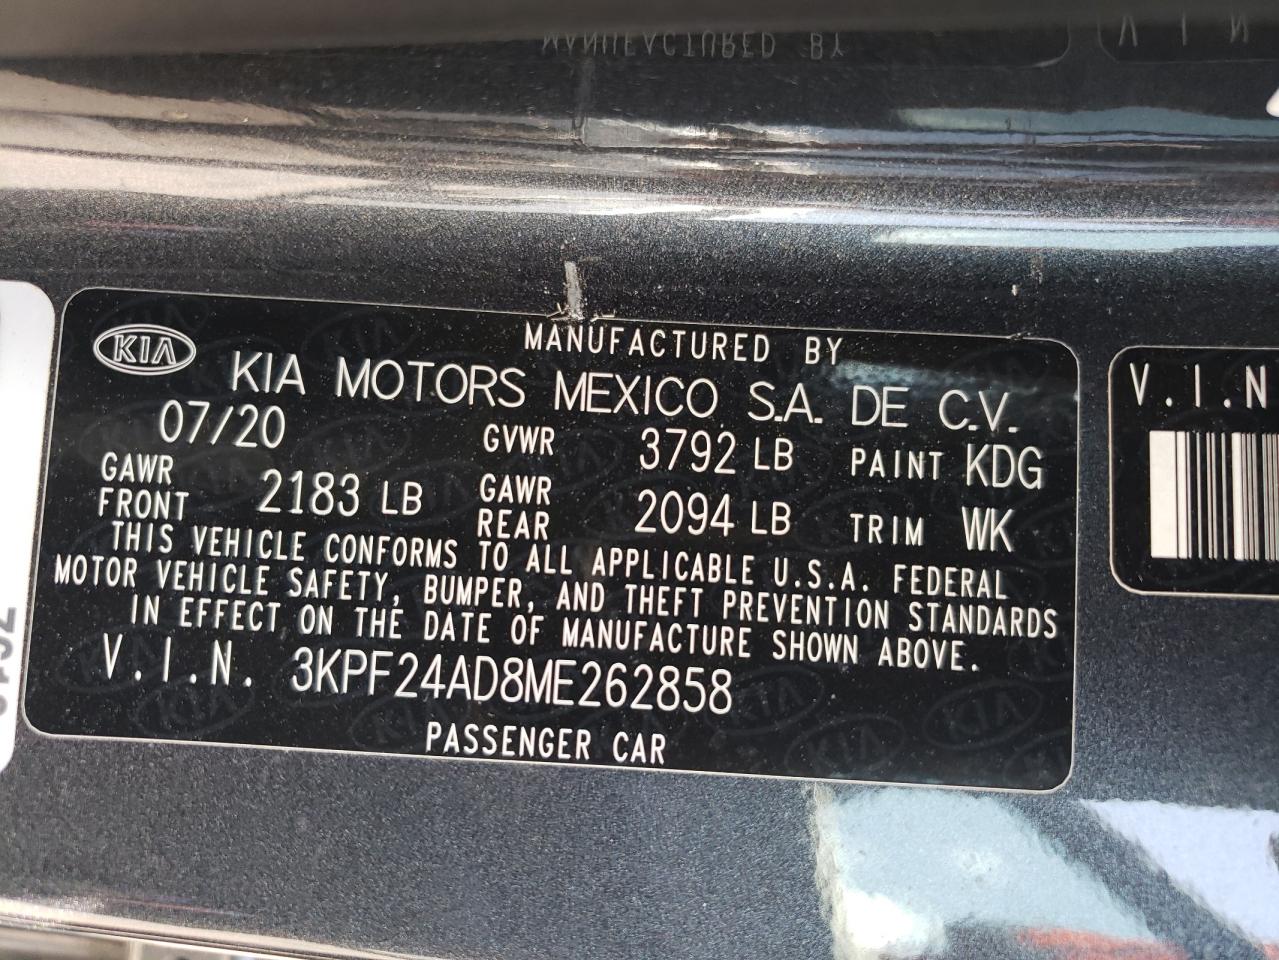 MANUFACTURED BY
V I N
MANUFACTURED BY
KIA
KIA MOTORS MEXICO S.A. DE C.V.
07/20 GVWR 3792 LB PAINT KDG
GAWR FRONT 2183 LB GAWR REAR 2094 LB TRIM WK
THIS VEHICLE CONFORMS TO ALL APPLICABLE U.S.A. FEDERAL
MOTOR VEHICLE SAFETY, BUMPER, AND THEFT PREVENTION STANDARDS
IN EFFECT ON THE DATE OF MANUFACTURE SHOWN ABOVE.
V.I.N. 3KPF24AD8ME262858
PASSENGER CAR
V.I.N